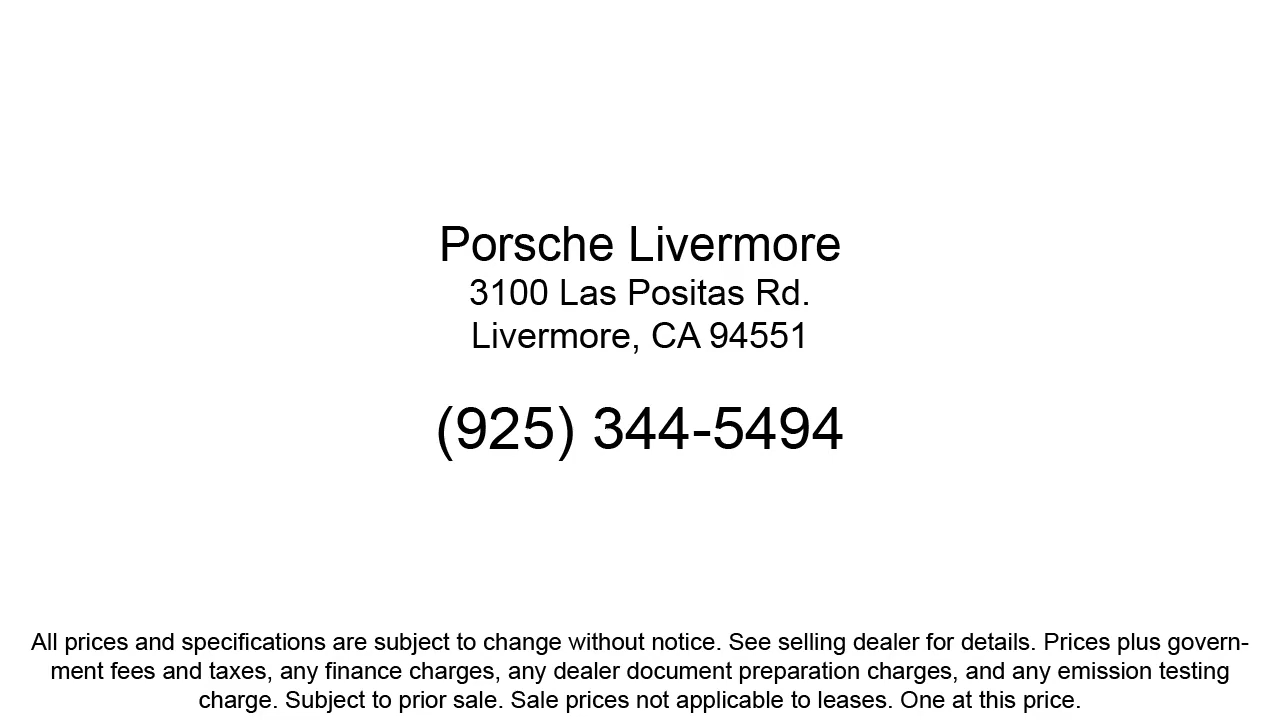 Porsche Livermore
3100 Las Positas Rd.
Livermore, CA 94551
(925) 344-5494
All prices and specifications are subject to change without notice. See selling dealer for details. Prices plus govern-
ment fees and taxes, any finance charges, any dealer document preparation charges, and any emission testing
charge. Subject to prior sale. Sale prices not applicable to leases. One at this price.